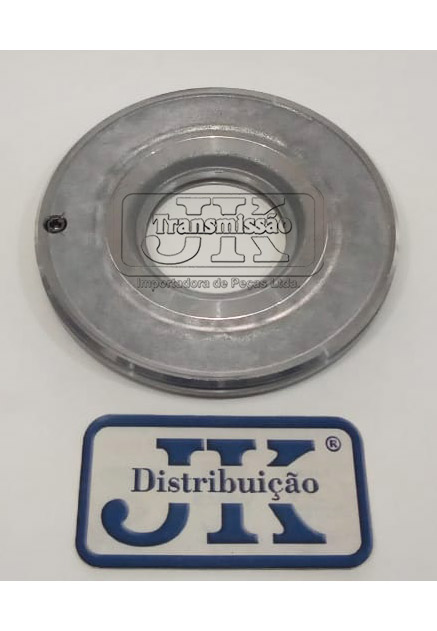 JK
Transmissão
Importadora de Peças Ltda.
JK
®
Distribuição